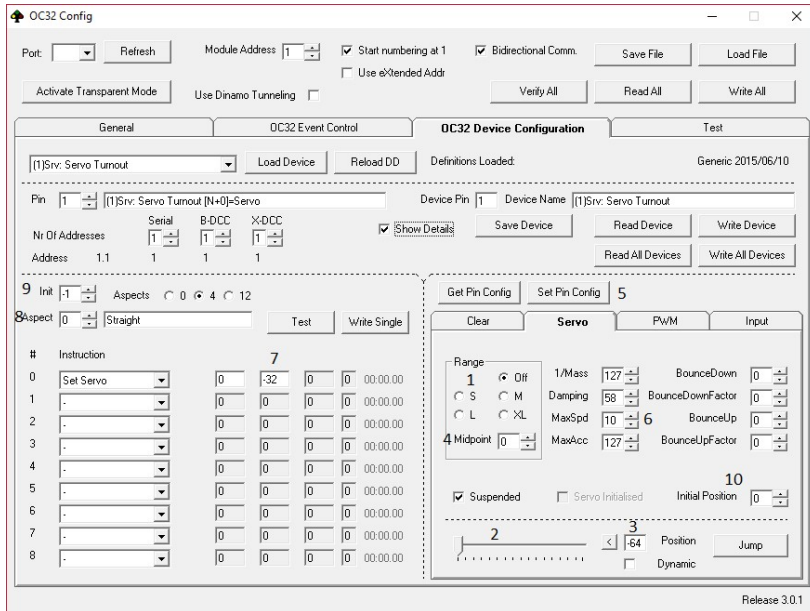 OC32 Config
Port: Refresh Module Address 1 Start numbering at 1 Bidirectional Comm. Save File Load File
Use eXtended Addr
Activate Transparent Mode Use Dinamo Tunneling Verify All Read All Write All
General OC32 Event Control OC32 Device Configuration Test
(1)Srv: Servo Turnout Load Device Reload DD Definitions Loaded: Generic 2015/06/10
Pin 1 (1)Srv: Servo Turnout [N+0]=Servo Device Pin 1 Device Name (1)Srv: Servo Turnout
Serial B-DCC X-DCC
Nr Of Addresses 1 1 1 Show Details Save Device Read Device Write Device
Address 1.1 1 1 1 Read All Devices Write All Devices
9 Init -1 Aspects 0 4 12 Get Pin Config Set Pin Config 5
8 Aspect 0 Straight Test Write Single Clear Servo PWM Input
# Instruction 7
0 Set Servo 0 -32 0 0 00:00.00
1 - 0 0 0 0 00:00.00
2 - 0 0 0 0 00:00.00
3 - 0 0 0 0 00:00.00
4 - 0 0 0 0 00:00.00
5 - 0 0 0 0 00:00.00
6 - 0 0 0 0 00:00.00
7 - 0 0 0 0 00:00.00
8 - 0 0 0 0 00:00.00
Range
1 Off 1/Mass 127 BounceDown 0
S M Damping 58 BounceDownFactor 0
L XL MaxSpd 10 6 BounceUp 0
4 Midpoint 0 MaxAcc 127 BounceUpFactor 0
10
Suspended Servo Initialised Initial Position 0
2 3
< -64 Position Jump
Dynamic
Release 3.0.1